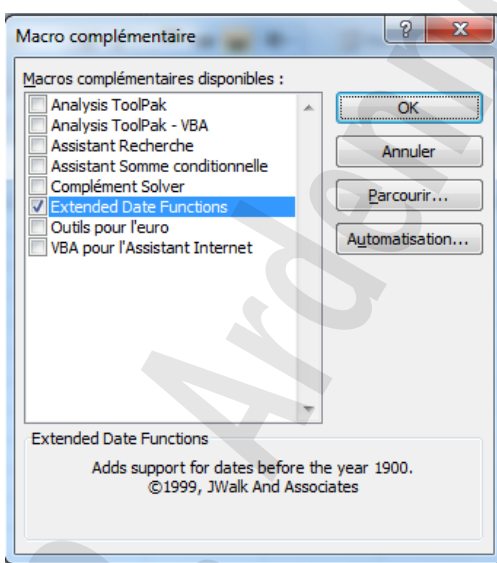 Macro complémentaire
Macros complémentaires disponibles :
Analysis ToolPak
Analysis ToolPak - VBA
Assistant Recherche
Assistant Somme conditionnelle
Complément Solver
Extended Date Functions
Outils pour l'euro
VBA pour l'Assistant Internet
OK
Annuler
Parcourir...
Automatisation...
Extended Date Functions
Adds support for dates before the year 1900.
©1999, JWalk And Associates